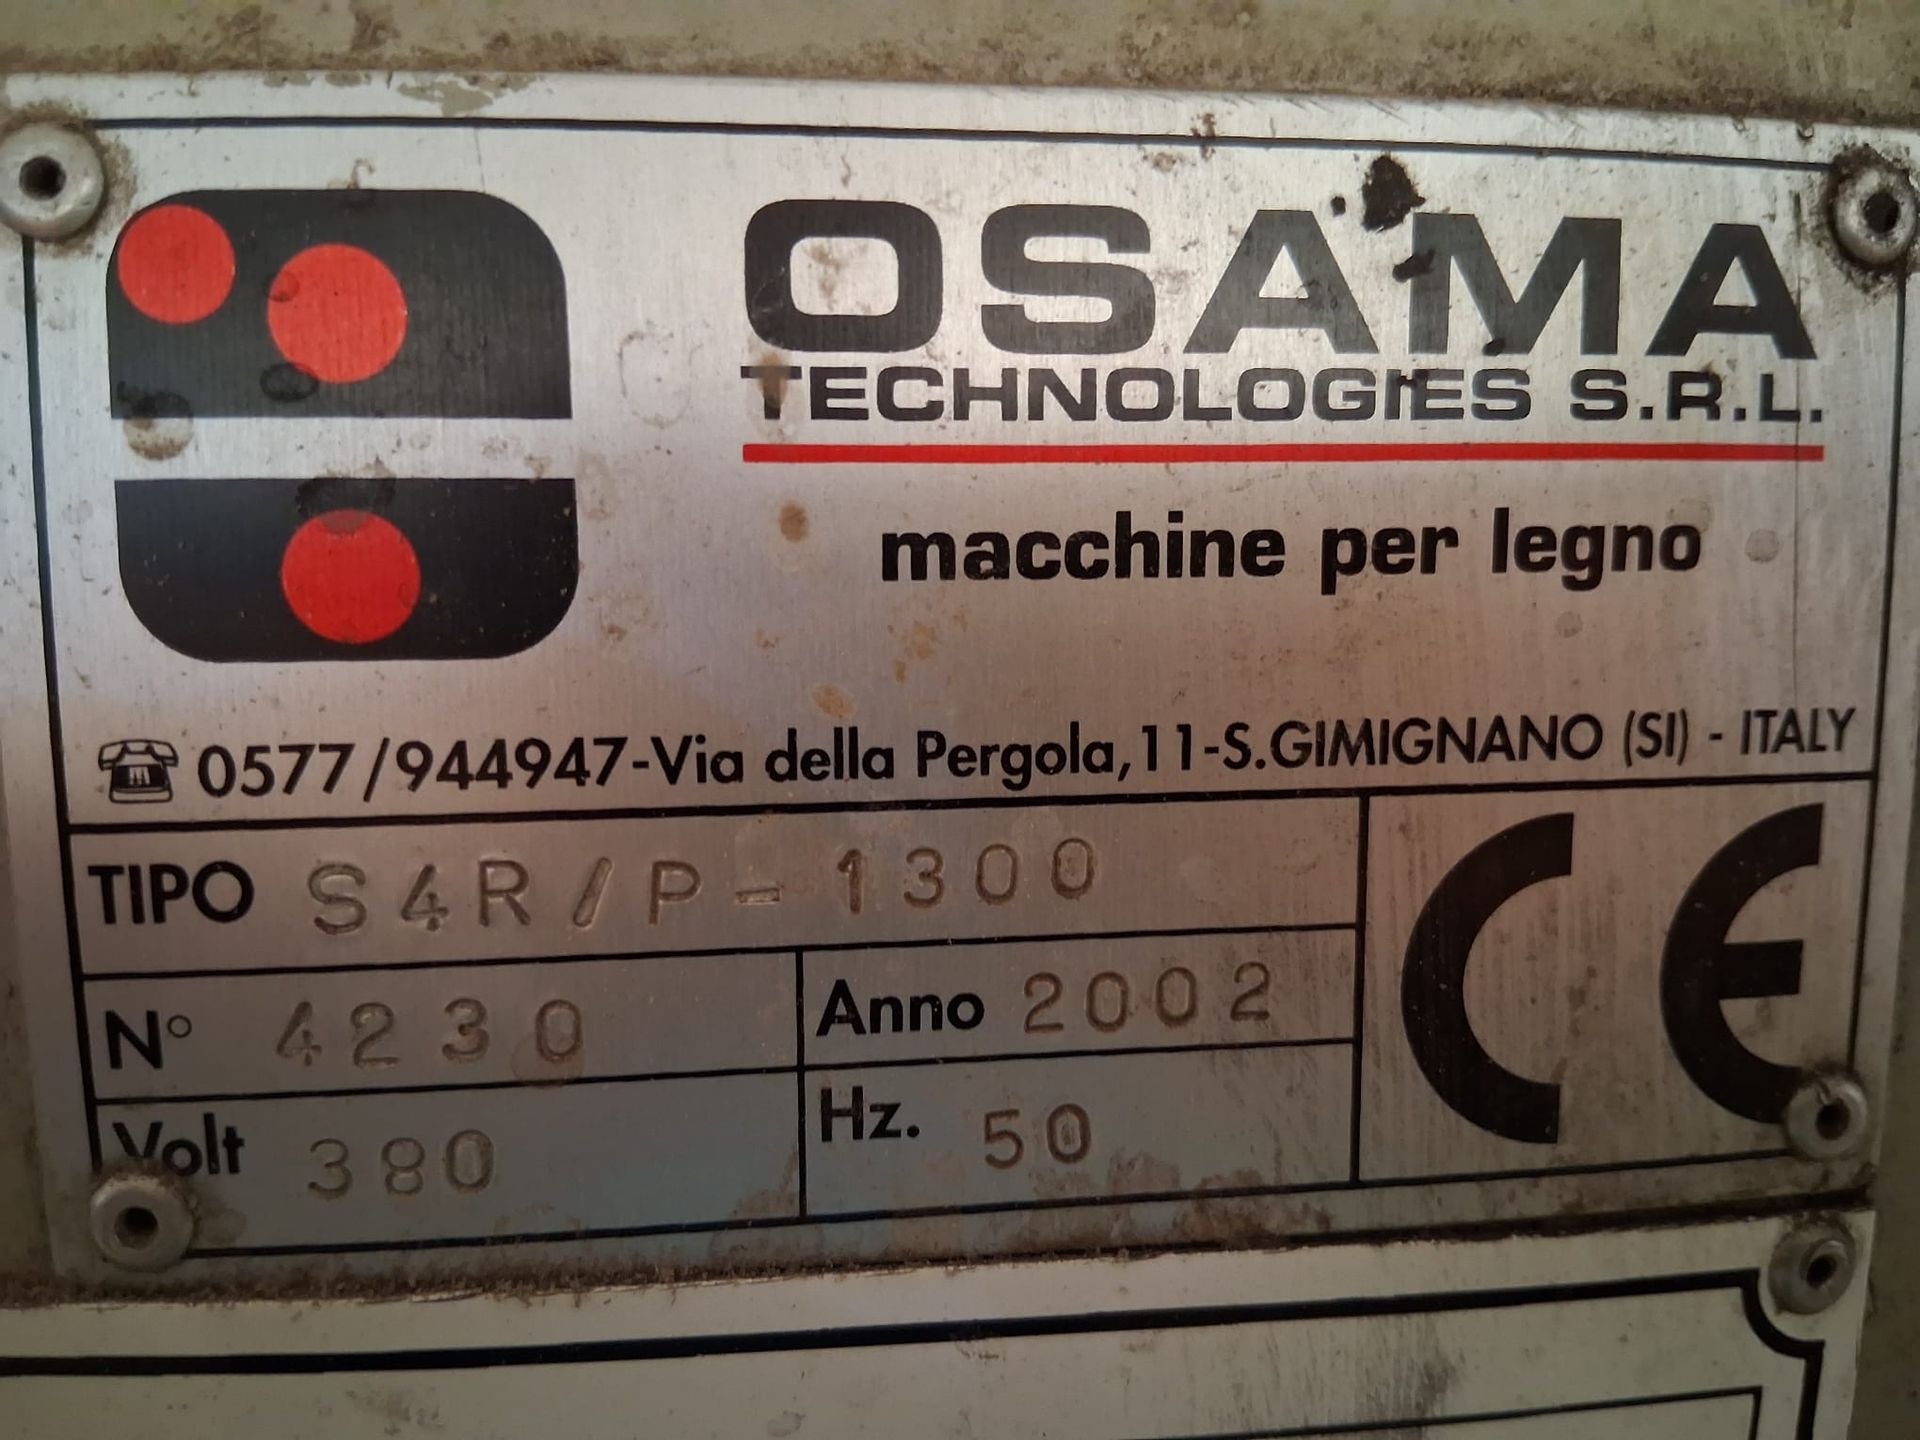 OSAMA
TECHNOLOGIES S.R.L.
macchine per legno
☎ 0577/944947-Via della Pergola,11-S.GIMIGNANO (SI) - ITALY
TIPO S4R/P-1300
N° 4230 Anno 2002
Volt 380 Hz. 50
CE